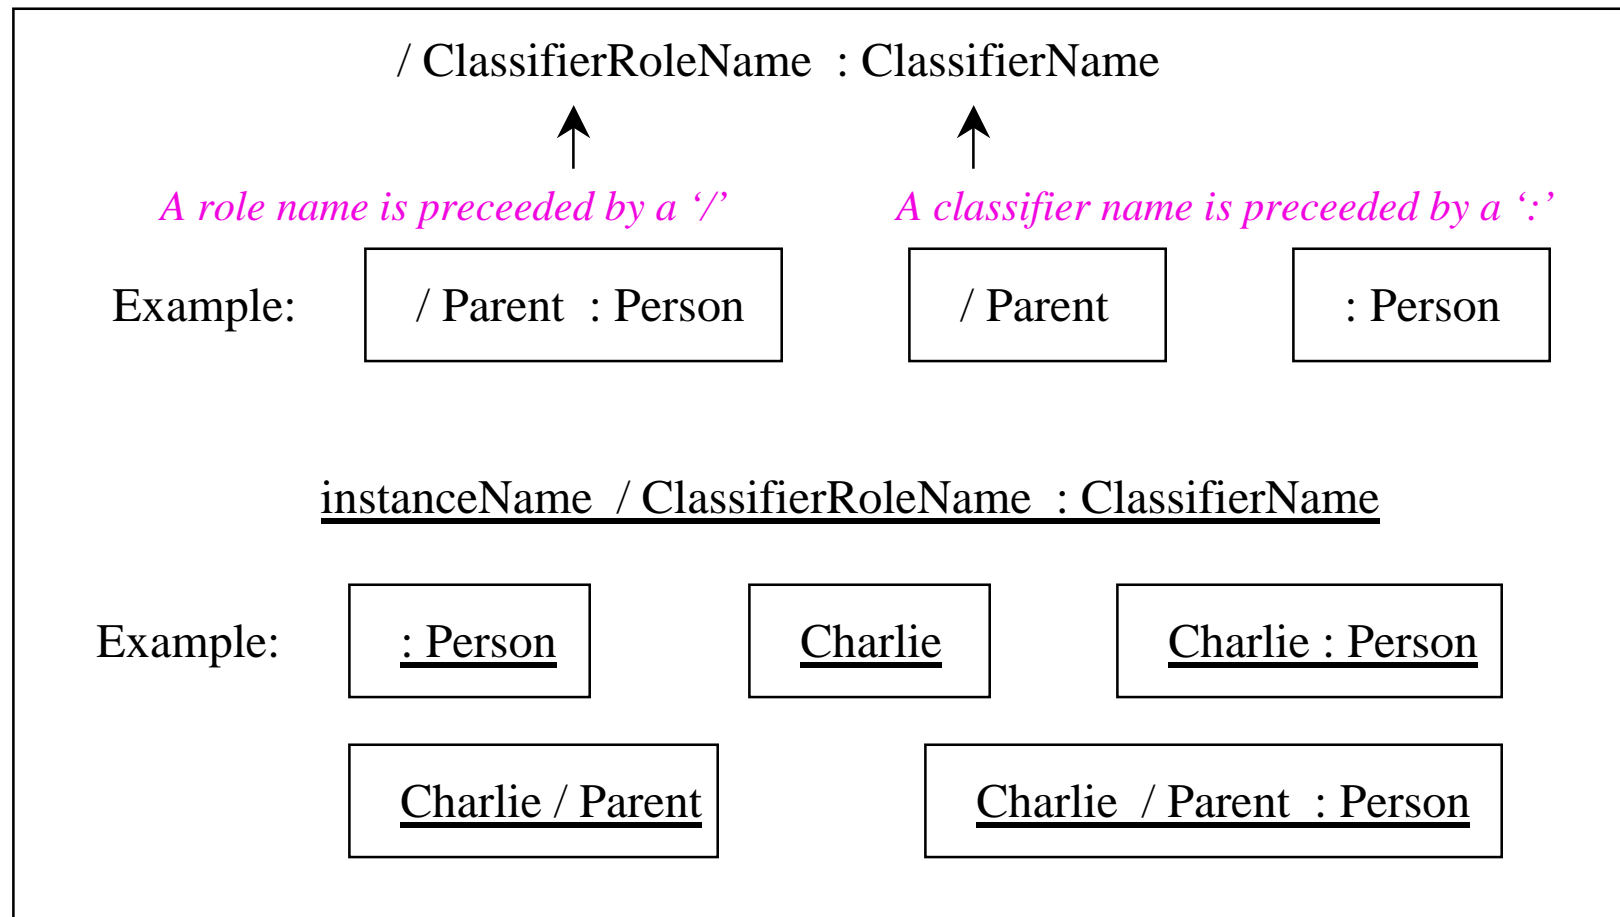 / ClassifierRoleName : ClassifierName
A role name is preceeded by a ‘/’ A classifier name is preceeded by a ‘:’
Example: / Parent : Person / Parent : Person
instanceName / ClassifierRoleName : ClassifierName
Example: : Person Charlie Charlie : Person
Charlie / Parent Charlie / Parent : Person